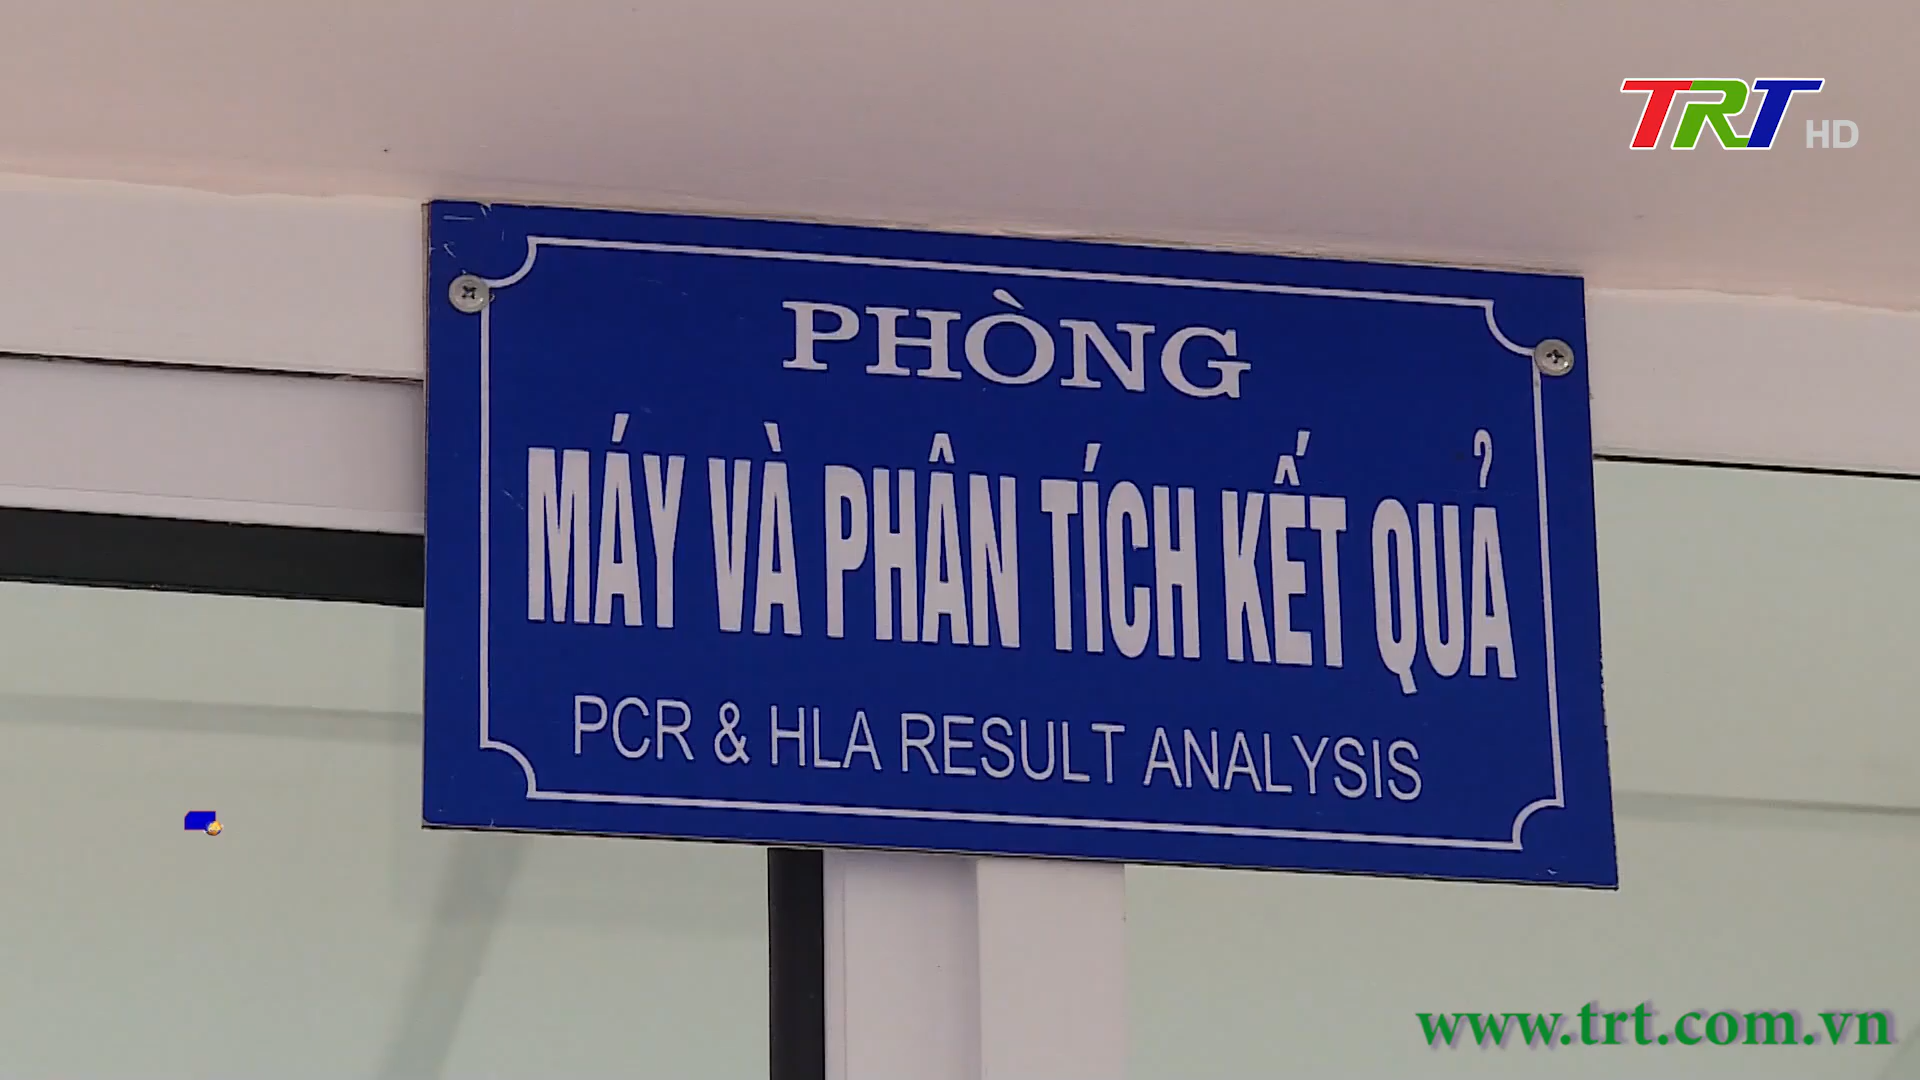 TRT HD
PHÒNG
MÁY VÀ PHÂN TÍCH KẾT QUẢ
PCR & HLA RESULT ANALYSIS
www.trt.com.vn